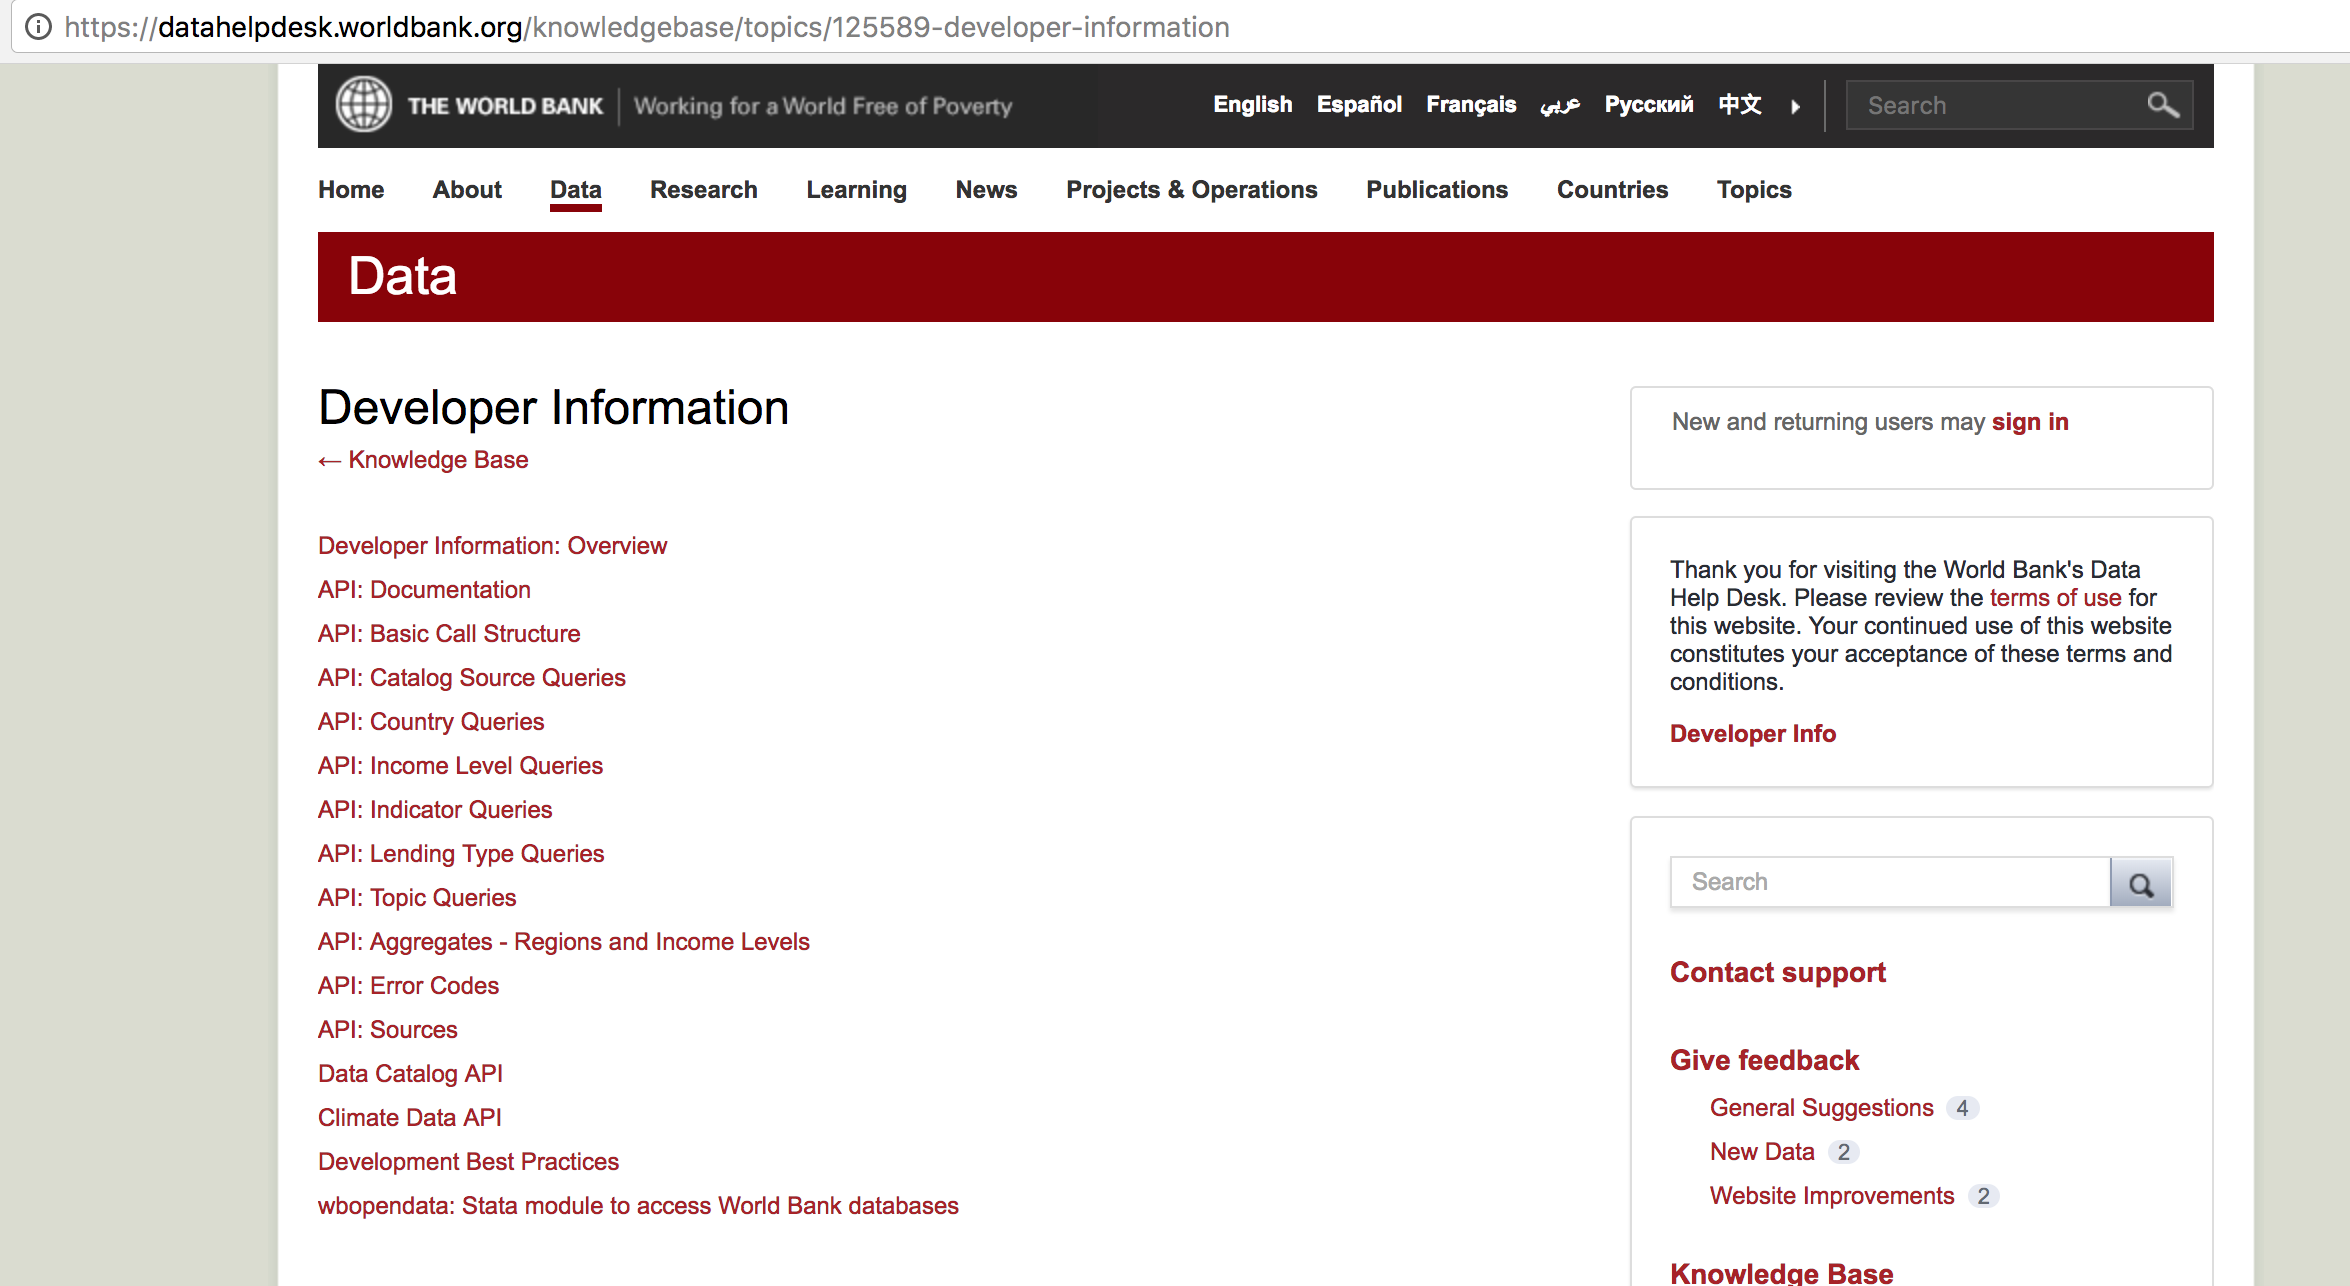 https://datahelpdesk.worldbank.org/knowledgebase/topics/125589-developer-information
THE WORLD BANK | Working for a World Free of Poverty
English Español Français عربي Русский 中文
Search
Home About Data Research Learning News Projects & Operations Publications Countries Topics
Data
Developer Information
← Knowledge Base
Developer Information: Overview
API: Documentation
API: Basic Call Structure
API: Catalog Source Queries
API: Country Queries
API: Income Level Queries
API: Indicator Queries
API: Lending Type Queries
API: Topic Queries
API: Aggregates - Regions and Income Levels
API: Error Codes
API: Sources
Data Catalog API
Climate Data API
Development Best Practices
wbopendata: Stata module to access World Bank databases
New and returning users may sign in
Thank you for visiting the World Bank's Data
Help Desk. Please review the terms of use for
this website. Your continued use of this website
constitutes your acceptance of these terms and
conditions.
Developer Info
Search
Contact support
Give feedback
General Suggestions 4
New Data 2
Website Improvements 2
Knowledge Base